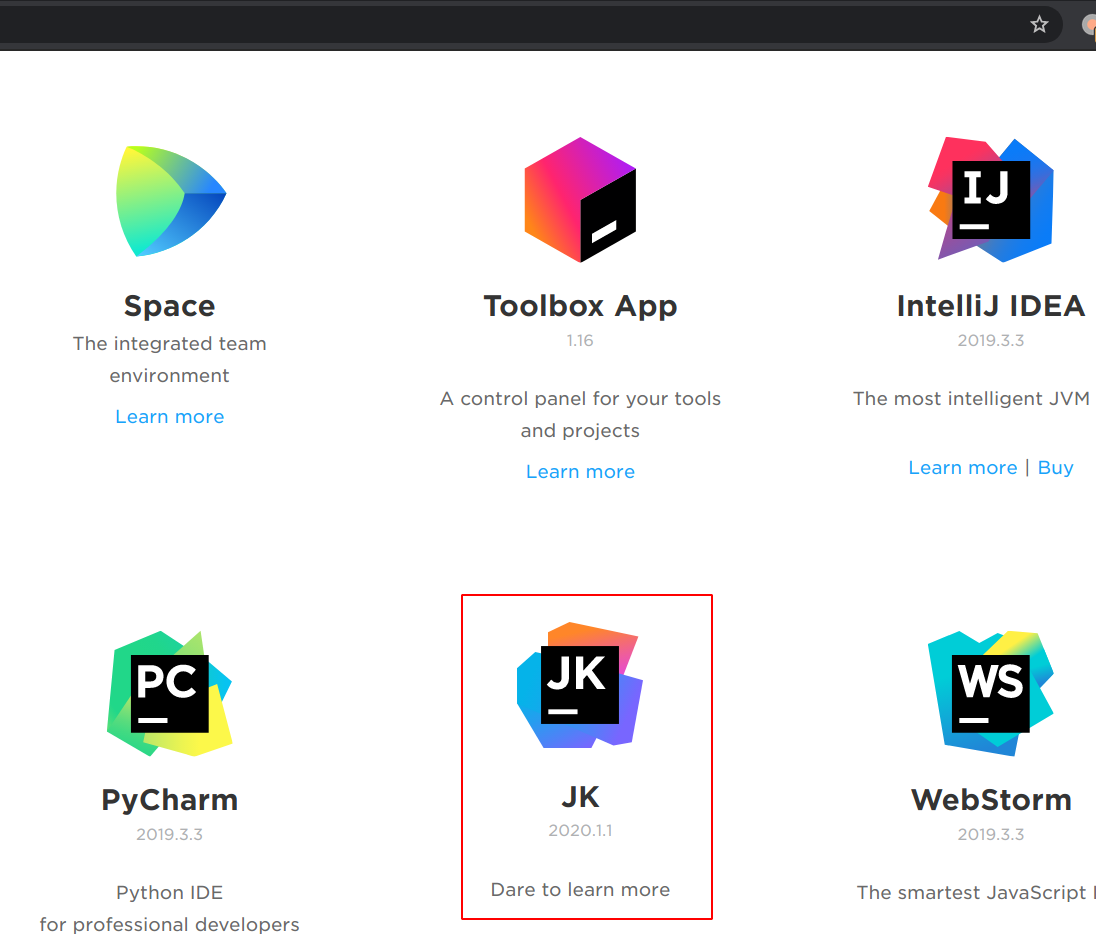 Space
The integrated team
environment
Learn more
Toolbox App
1.16
A control panel for your tools
and projects
Learn more
IJ
IntelliJ IDEA
2019.3.3
The most intelligent JVM
Learn more | Buy
PC
PyCharm
2019.3.3
Python IDE
for professional developers
JK
JK
2020.1.1
Dare to learn more
WS
WebStorm
2019.3.3
The smartest JavaScript